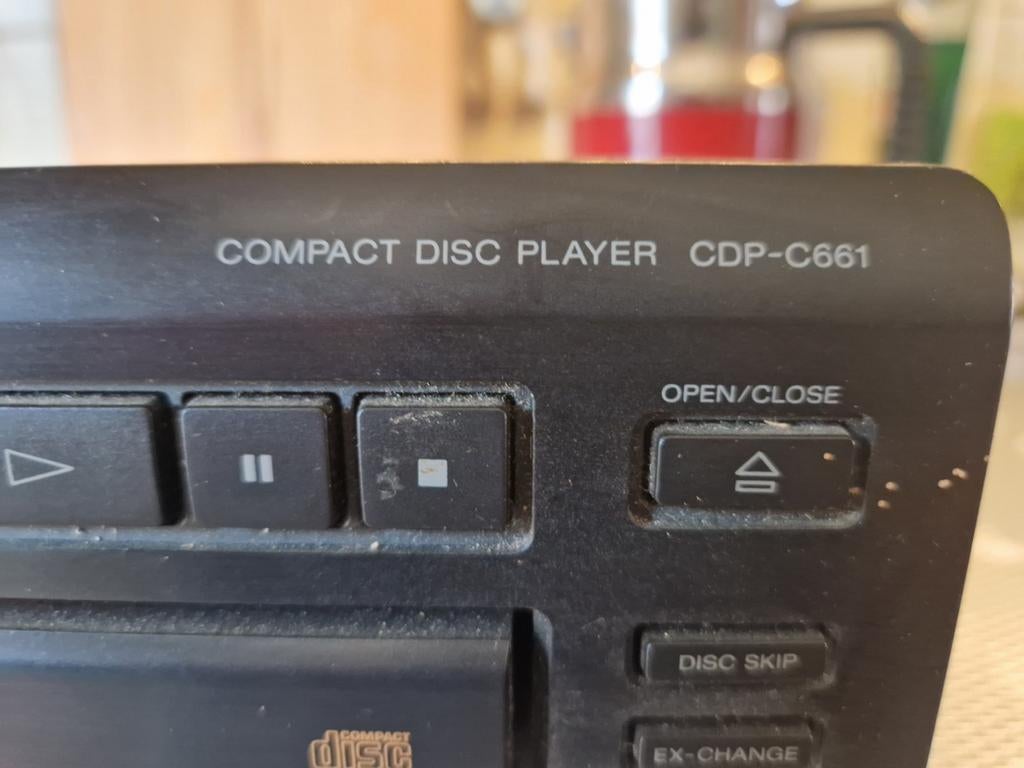 COMPACT DISC PLAYER CDP-C661
OPEN/CLOSE
DISC SKIP
EX-CHANGE
COMPACT
disc